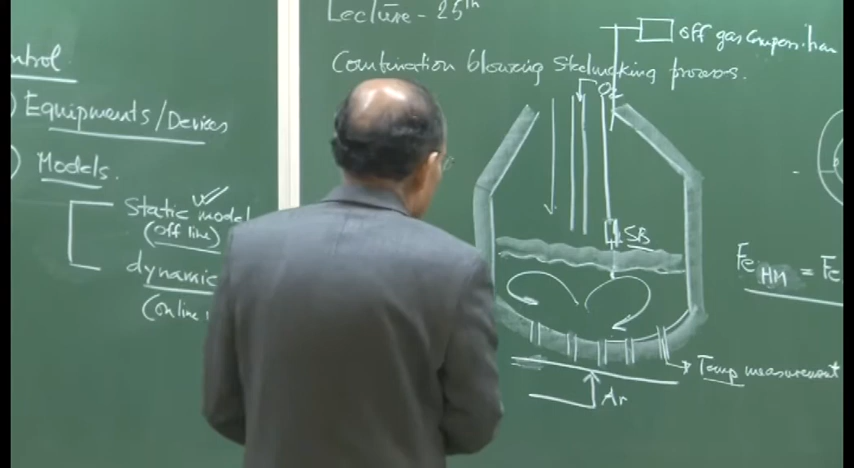 Lecture - 25th
Combination blowing Steelmaking process.
Equipments/Devices
Models.
Static model
(off line)
dynamic
(online
off gas composition
O2
SB
Temp measurement
Ar
Fe HM = Fe